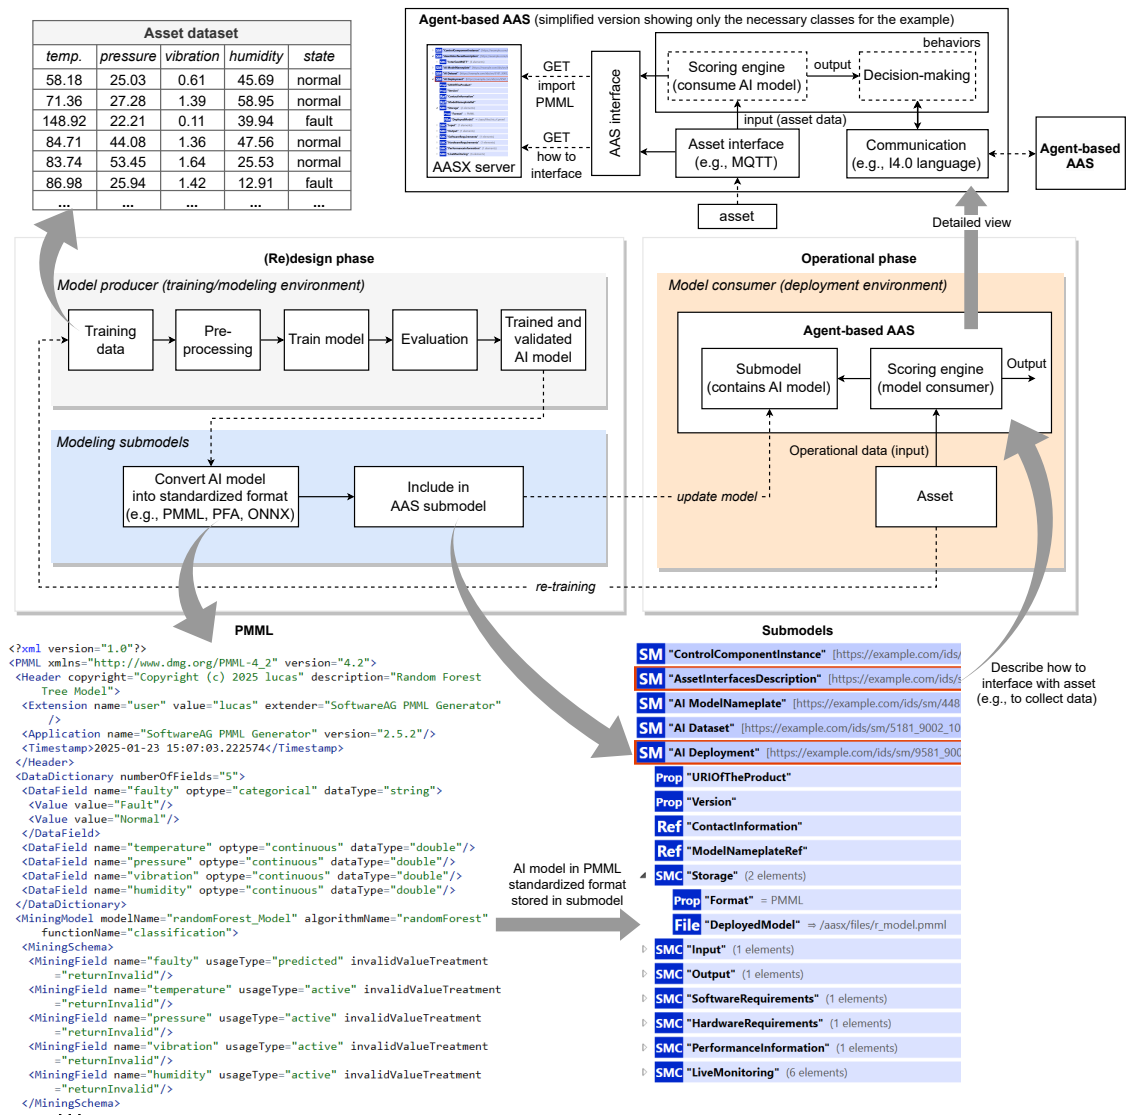 Asset dataset
temp. pressure vibration humidity state
58.18 25.03 0.61 45.69 normal
71.36 27.28 1.39 58.95 normal
148.92 22.21 0.11 39.94 fault
84.71 44.08 1.36 47.56 normal
83.74 53.45 1.64 25.53 normal
86.98 25.94 1.42 12.91 fault
... ... ... ... ...
Agent-based AAS (simplified version showing only the necessary classes for the example)
AASX server
GET
import
PMML
GET
how to
interface
AAS interface
behaviors
Scoring engine
(consume AI model)
output
Decision-making
input (asset data)
Asset interface
(e.g., MQTT)
Communication
(e.g., I4.0 language)
Agent-based
AAS
asset
Detailed view
(Re)design phase
Model producer (training/modeling environment)
Training
data
Pre-
processing
Train model
Evaluation
Trained and
validated
AI model
Modeling submodels
Convert AI model
into standardized format
(e.g., PMML, PFA, ONNX)
Include in
AAS submodel
Operational phase
Model consumer (deployment environment)
Agent-based AAS
Submodel
(contains AI model)
Scoring engine
(model consumer)
Output
Operational data (input)
Asset
update model
re-training
PMML
<?xml version="1.0"?>
<PMML xmlns="http://www.dmg.org/PMML-4_2" version="4.2">
<Header copyright="Copyright (c) 2025 lucas" description="Random Forest
Tree Model">
<Extension name="user" value="lucas" extender="SoftwareAG PMML Generator"
/>
<Application name="SoftwareAG PMML Generator" version="2.5.2"/>
<Timestamp>2025-01-23 15:07:03.222574</Timestamp>
</Header>
<DataDictionary numberOfFields="5">
<DataField name="faulty" optype="categorical" dataType="string">
<Value value="Fault"/>
<Value value="Normal"/>
</DataField>
<DataField name="temperature" optype="continuous" dataType="double"/>
<DataField name="pressure" optype="continuous" dataType="double"/>
<DataField name="vibration" optype="continuous" dataType="double"/>
<DataField name="humidity" optype="continuous" dataType="double"/>
</DataDictionary>
<MiningModel modelName="randomForest_Model" algorithmName="randomForest"
functionName="classification">
<MiningSchema>
<MiningField name="faulty" usageType="predicted" invalidValueTreatment
="returnInvalid"/>
<MiningField name="temperature" usageType="active" invalidValueTreatment
="returnInvalid"/>
<MiningField name="pressure" usageType="active" invalidValueTreatment
="returnInvalid"/>
<MiningField name="vibration" usageType="active" invalidValueTreatment
="returnInvalid"/>
<MiningField name="humidity" usageType="active" invalidValueTreatment
="returnInvalid"/>
</MiningSchema>
AI model in PMML
standardized format
stored in submodel
Submodels
SM "ControlComponentInstance" [https://example.com/ids/
SM "AssetInterfacesDescription" [https://example.com/ids/s
SM "AI ModelNameplate" [https://example.com/ids/sm/448
SM "AI Dataset" [https://example.com/ids/sm/5181_9002_10
SM "AI Deployment" [https://example.com/ids/sm/9581_900
Prop "URIOfTheProduct"
Prop "Version"
Ref "ContactInformation"
Ref "ModelNameplateRef"
SMC "Storage" (2 elements)
Prop "Format" = PMML
File "DeployedModel" ⇒ /aasx/files/r_model.pmml
SMC "Input" (1 elements)
SMC "Output" (1 elements)
SMC "SoftwareRequirements" (1 elements)
SMC "HardwareRequirements" (1 elements)
SMC "PerformanceInformation" (1 elements)
SMC "LiveMonitoring" (6 elements)
Describe how to
interface with asset
(e.g., to collect data)